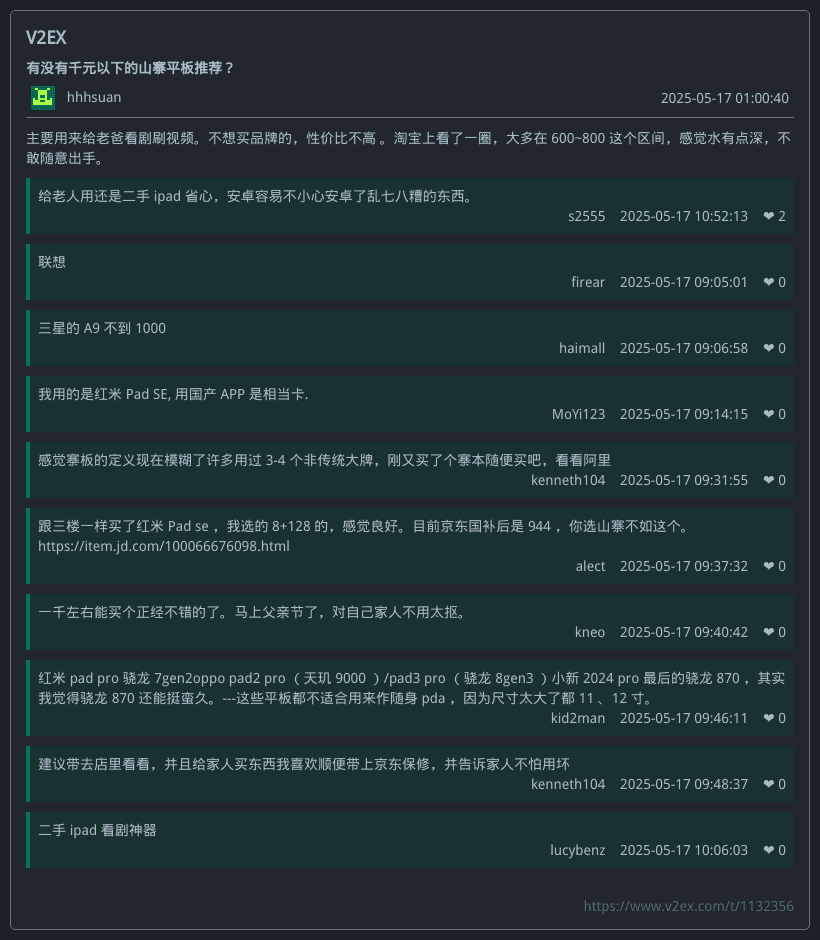 V2EX
有没有千元以下的山寨平板推荐？
hhhsuan 2025-05-17 01:00:40
主要用来给老爸看剧刷视频。不想买品牌的，性价比不高 。淘宝上看了一圈，大多在 600~800 这个区间，感觉水有点深，不
敢随意出手。
给老人用还是二手 ipad 省心，安卓容易不小心安卓了乱七八糟的东西。
s2555 2025-05-17 10:52:13 ❤ 2
联想
firear 2025-05-17 09:05:01 ❤ 0
三星的 A9 不到 1000
haimall 2025-05-17 09:06:58 ❤ 0
我用的是红米 Pad SE, 用国产 APP 是相当卡.
MoYi123 2025-05-17 09:14:15 ❤ 0
感觉寨板的定义现在模糊了许多用过 3-4 个非传统大牌，刚又买了个寨本随便买吧，看看阿里
kenneth104 2025-05-17 09:31:55 ❤ 0
跟三楼一样买了红米 Pad se ，我选的 8+128 的，感觉良好。目前京东国补后是 944 ，你选山寨不如这个。
https://item.jd.com/100066676098.html
alect 2025-05-17 09:37:32 ❤ 0
一千左右能买个正经不错的了。马上父亲节了，对自己家人不用太抠。
kneo 2025-05-17 09:40:42 ❤ 0
红米 pad pro 骁龙 7gen2oppo pad2 pro （天玑 9000 ）/pad3 pro （骁龙 8gen3 ）小新 2024 pro 最后的骁龙 870 ，其实
我觉得骁龙 870 还能挺蛮久。---这些平板都不适合用来作随身 pda ，因为尺寸太大了都 11 、12 寸。
kid2man 2025-05-17 09:46:11 ❤ 0
建议带去店里看看，并且给家人买东西我喜欢顺便带上京东保修，并告诉家人不怕用坏
kenneth104 2025-05-17 09:48:37 ❤ 0
二手 ipad 看剧神器
lucybenz 2025-05-17 10:06:03 ❤ 0
https://www.v2ex.com/t/1132356